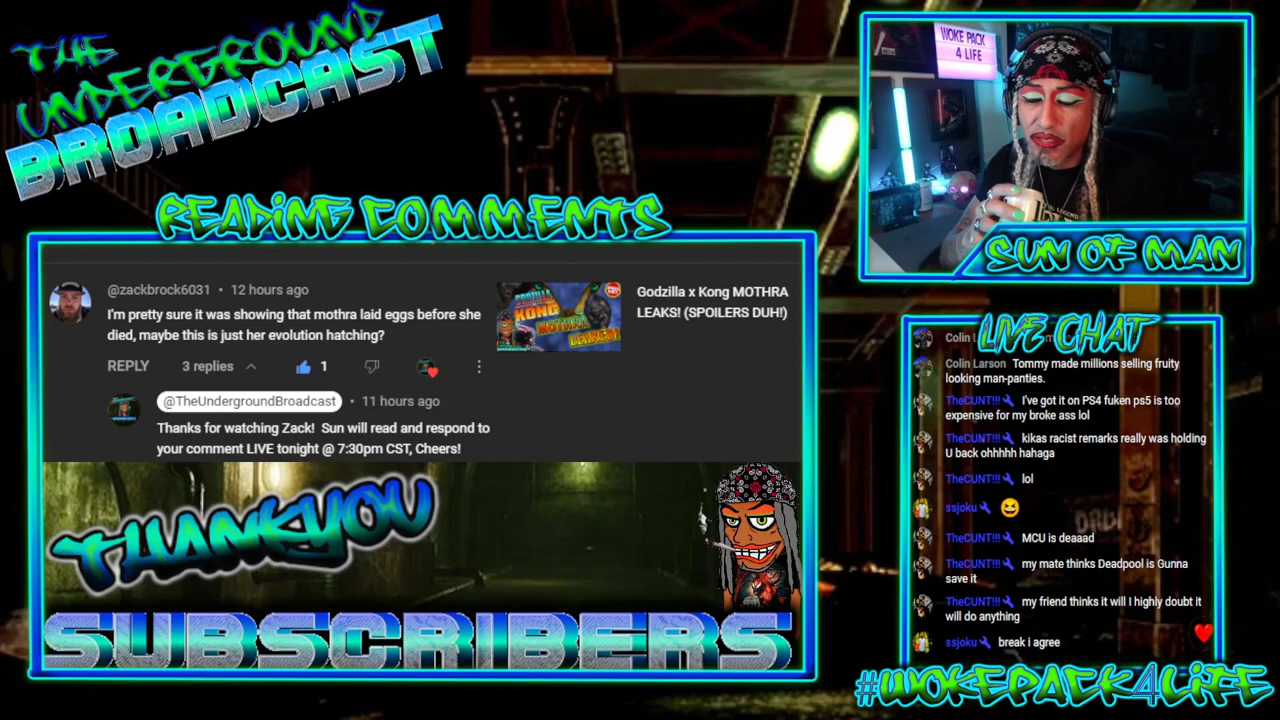 THE
UNDERGROUND
BROADCAST
READING COMMENTS
@zackbrock6031 • 12 hours ago
I'm pretty sure it was showing that mothra laid eggs before she
died, maybe this is just her evolution hatching?
REPLY 3 replies 1
Godzilla x Kong MOTHRA
LEAKS! (SPOILERS DUH!)
GODZILLA
KONG
MOTHRA
LEAKED!
@TheUndergroundBroadcast • 11 hours ago
Thanks for watching Zack! Sun will read and respond to
your comment LIVE tonight @ 7:30pm CST, Cheers!
THANKYOU
SUBSCRIBERS
WOKE PACK
4 LIFE
LEGEND
SUN OF MAN
LIVE CHAT
Colin
Colin Larson Tommy made millions selling fruity
looking man-panties.
TheCUNT!!! I've got it on PS4 fuken ps5 is too
expensive for my broke ass lol
TheCUNT!!! kikas racist remarks really was holding
U back ohhhhh hahaga
TheCUNT!!! lol
ssjoku 😆
TheCUNT!!! MCU is deaaad
TheCUNT!!! my mate thinks Deadpool is Gunna
save it
TheCUNT!!! my friend thinks it will I highly doubt it
will do anything
ssjoku break i agree
#WOKEPACK4LIFE